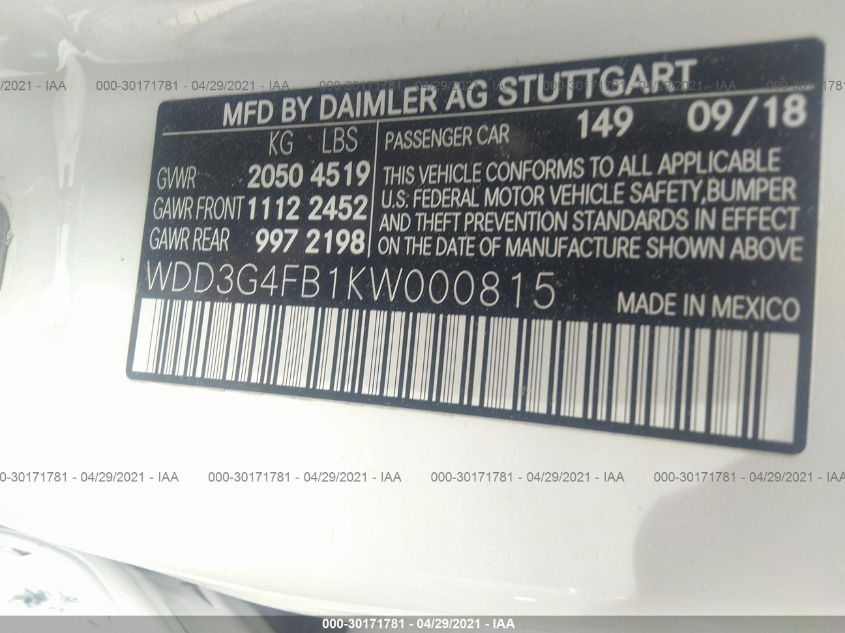 /2021 - IAA 000-30171781 - 04/29/2021 - IAA 000-30171781 - 04/29/2021 - IAA 000-30171781
MFD BY DAIMLER AG STUTTGART
KG LBS PASSENGER CAR 149 09/18
GVWR 2050 4519
GAWR FRONT 1112 2452
GAWR REAR 997 2198
THIS VEHICLE CONFORMS TO ALL APPLICABLE
U.S. FEDERAL MOTOR VEHICLE SAFETY, BUMPER
AND THEFT PREVENTION STANDARDS IN EFFECT
ON THE DATE OF MANUFACTURE SHOWN ABOVE
WDD3G4FB1KW000815 MADE IN MEXICO
0-30171781 - 04/29/2021 - IAA 000-30171781 - 04/29/2021 - IAA 000-30171781 - 04/29/2021 - IAA
000-30171781 - 04/29/2021 - IAA